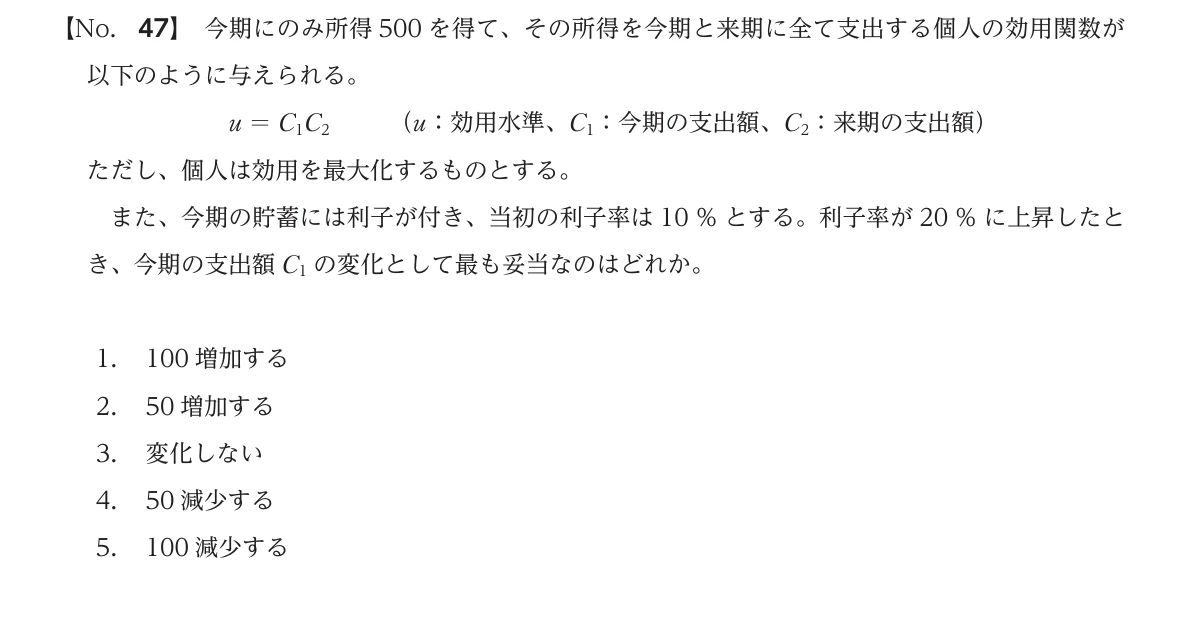 【No. 47】 今期にのみ所得 500 を得て、その所得を今期と来期に全て支出する個人の効用関数が
以下のように与えられる。
u = C₁C₂ (u:効用水準、C₁:今期の支出額、C₂:来期の支出額)
ただし、個人は効用を最大化するものとする。
また、今期の貯蓄には利子が付き、当初の利子率は 10 % とする。利子率が 20 % に上昇したと
き、今期の支出額 C₁ の変化として最も妥当なのはどれか。
1. 100 増加する
2. 50 増加する
3. 変化しない
4. 50 減少する
5. 100 減少する